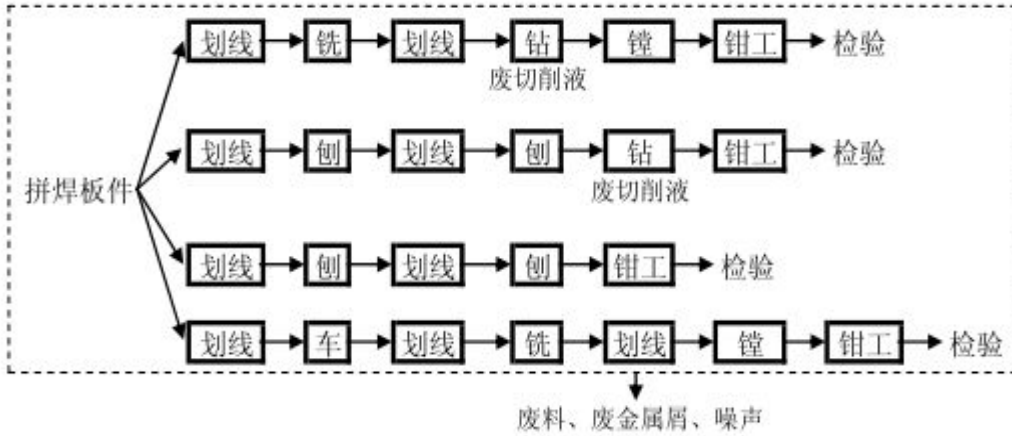 划线 铣 划线 钻 镗 钳工 检验
废切削液
划线 刨 划线 刨 钻 钳工 检验
废切削液
拼焊板件
划线 刨 划线 刨 钳工 检验
划线 车 划线 铣 划线 镗 钳工 检验
废料、废金属屑、噪声